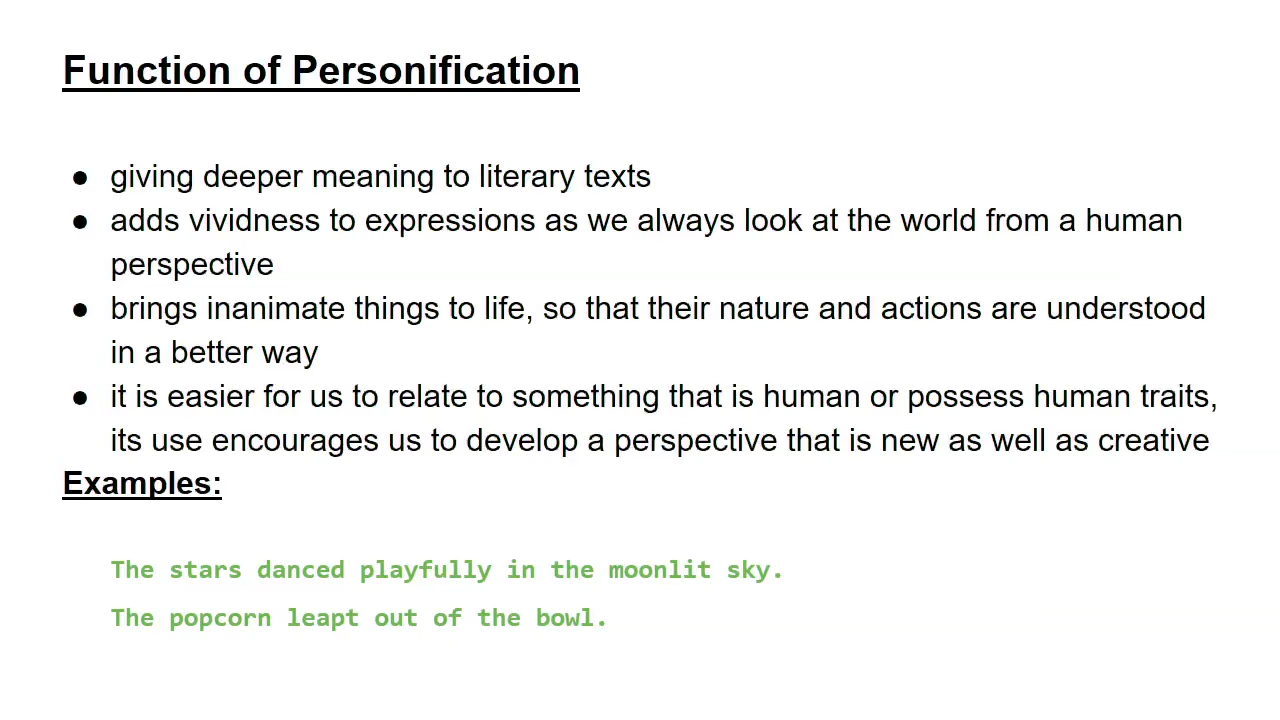 Function of Personification
● giving deeper meaning to literary texts
● adds vividness to expressions as we always look at the world from a human
perspective
● brings inanimate things to life, so that their nature and actions are understood
in a better way
● it is easier for us to relate to something that is human or possess human traits,
its use encourages us to develop a perspective that is new as well as creative
Examples:
The stars danced playfully in the moonlit sky.
The popcorn leapt out of the bowl.